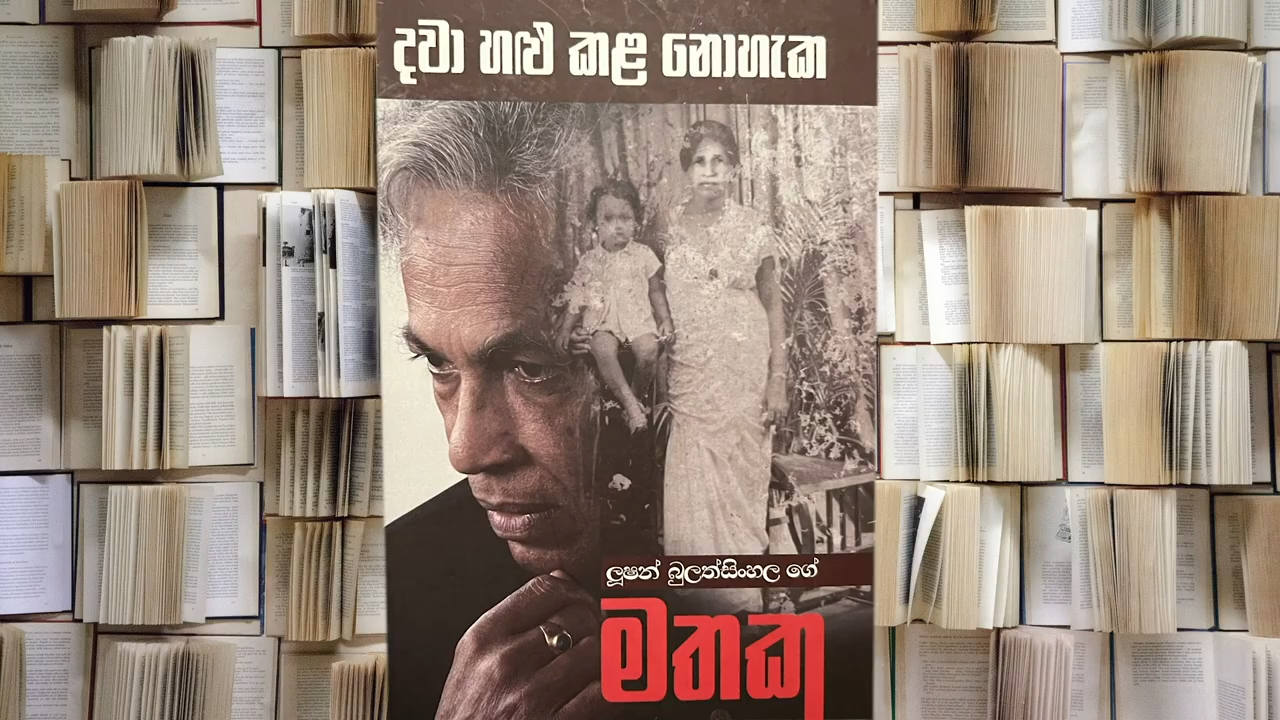 දවා හළු කළ නොහැක
ලූෂන් බුලත්සිංහල ගේ
මතක